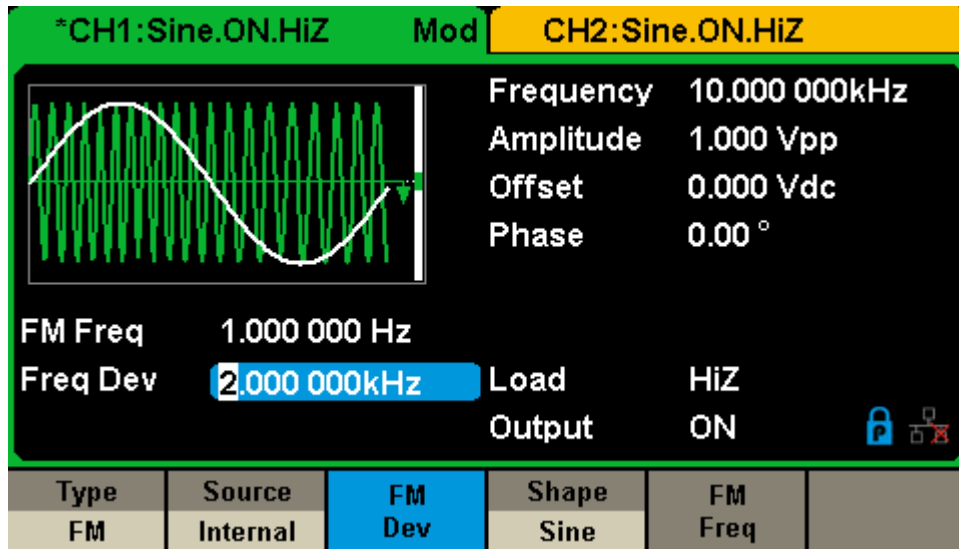 *CH1:Sine.ON.HiZ Mod CH2:Sine.ON.HiZ
Frequency 10.000 000kHz
Amplitude 1.000 Vpp
Offset 0.000 Vdc
Phase 0.00 °
FM Freq 1.000 000 Hz
Freq Dev 2.000 000kHz Load HiZ
Output ON P
Type Source FM Shape FM
FM Internal Dev Sine Freq